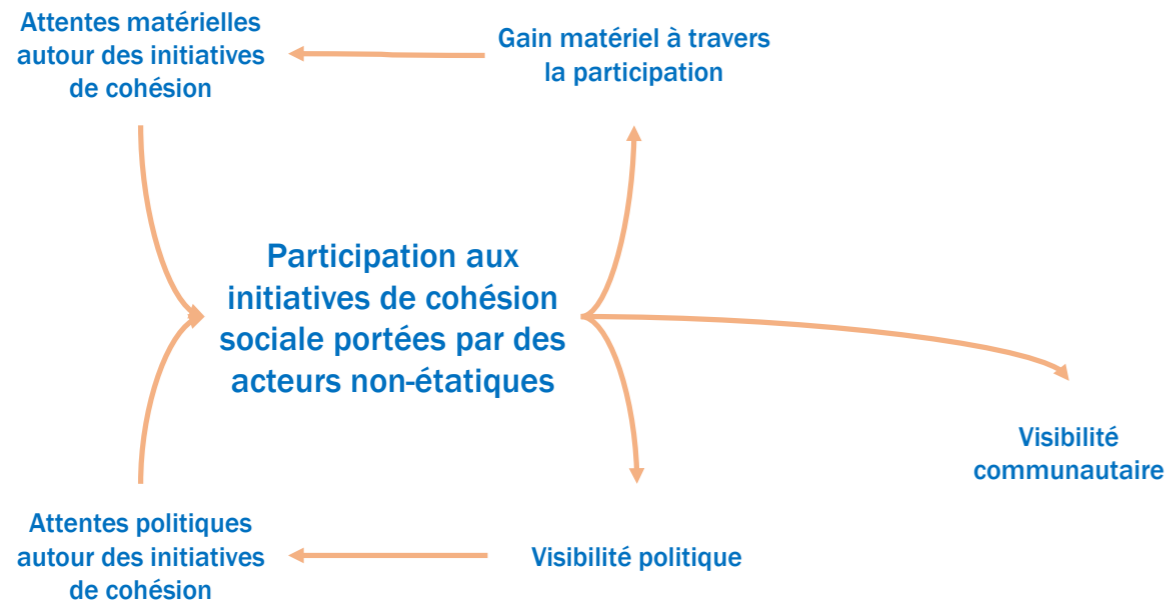 Attentes matérielles
autour des initiatives
de cohésion
Gain matériel à travers
la participation
Participation aux
initiatives de cohésion
sociale portées par des
acteurs non-étatiques
Visibilité
communautaire
Attentes politiques
autour des initiatives
de cohésion
Visibilité politique